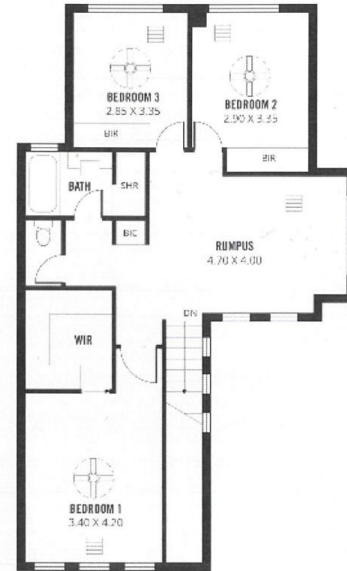 BEDROOM 3
2.85 X 3.35
BIR
BEDROOM 2
2.90 X 3.35
BIR
BATH
SHR
BIC
RUMPUS
4.70 X 4.00
DN
WIR
BEDROOM 1
3.40 X 4.20